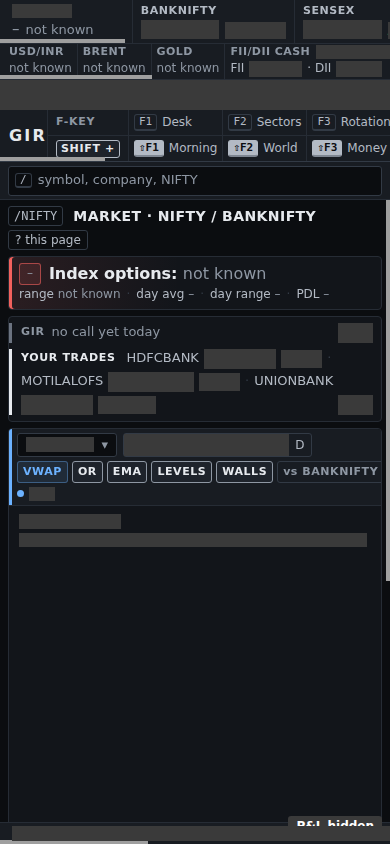 BANKNIFTY SENSEX
– not known
USD/INR BRENT GOLD FII/DII CASH
not known not known not known FII · DII
F-KEY F1 Desk F2 Sectors F3 Rotation
GIR
SHIFT + ⇧F1 Morning ⇧F2 World ⇧F3 Money
/ symbol, company, NIFTY
/NIFTY MARKET · NIFTY / BANKNIFTY
? this page
– Index options: not known
range not known · day avg – · day range – · PDL –
GIR no call yet today
YOUR TRADES HDFCBANK ·
MOTILALOFS · UNIONBANK
▾ D
VWAP OR EMA LEVELS WALLS vs BANKNIFTY